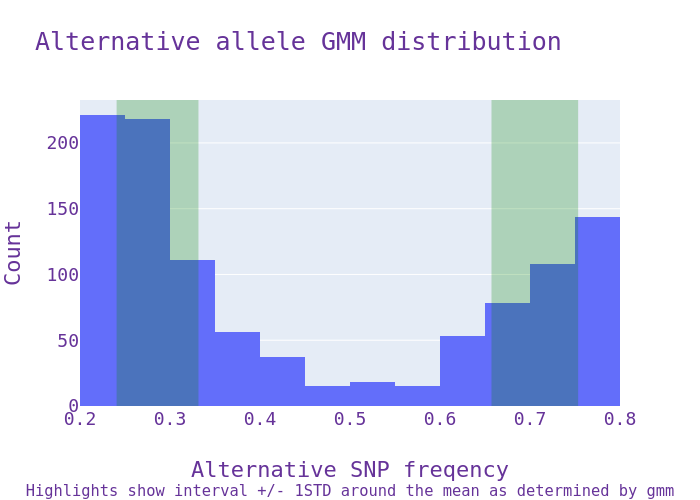 Alternative allele GMM distribution
Count
200
150
100
50
0
0.2 0.3 0.4 0.5 0.6 0.7 0.8
Alternative SNP freqency
Highlights show interval +/- 1STD around the mean as determined by gmm